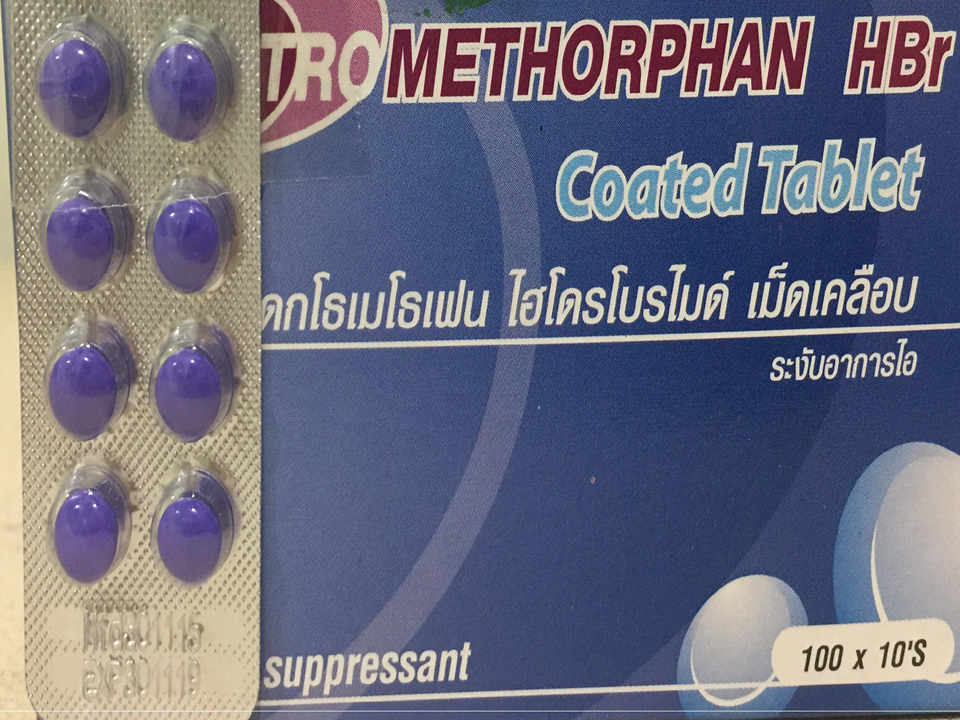 TROMETHORPHAN HBr
Coated Tablet
ดกโธเมโธเฟน ไฮโดรโบรไมด์ เม็ดเคลือบ
ระงับอาการไอ
suppressant
100 x 10'S